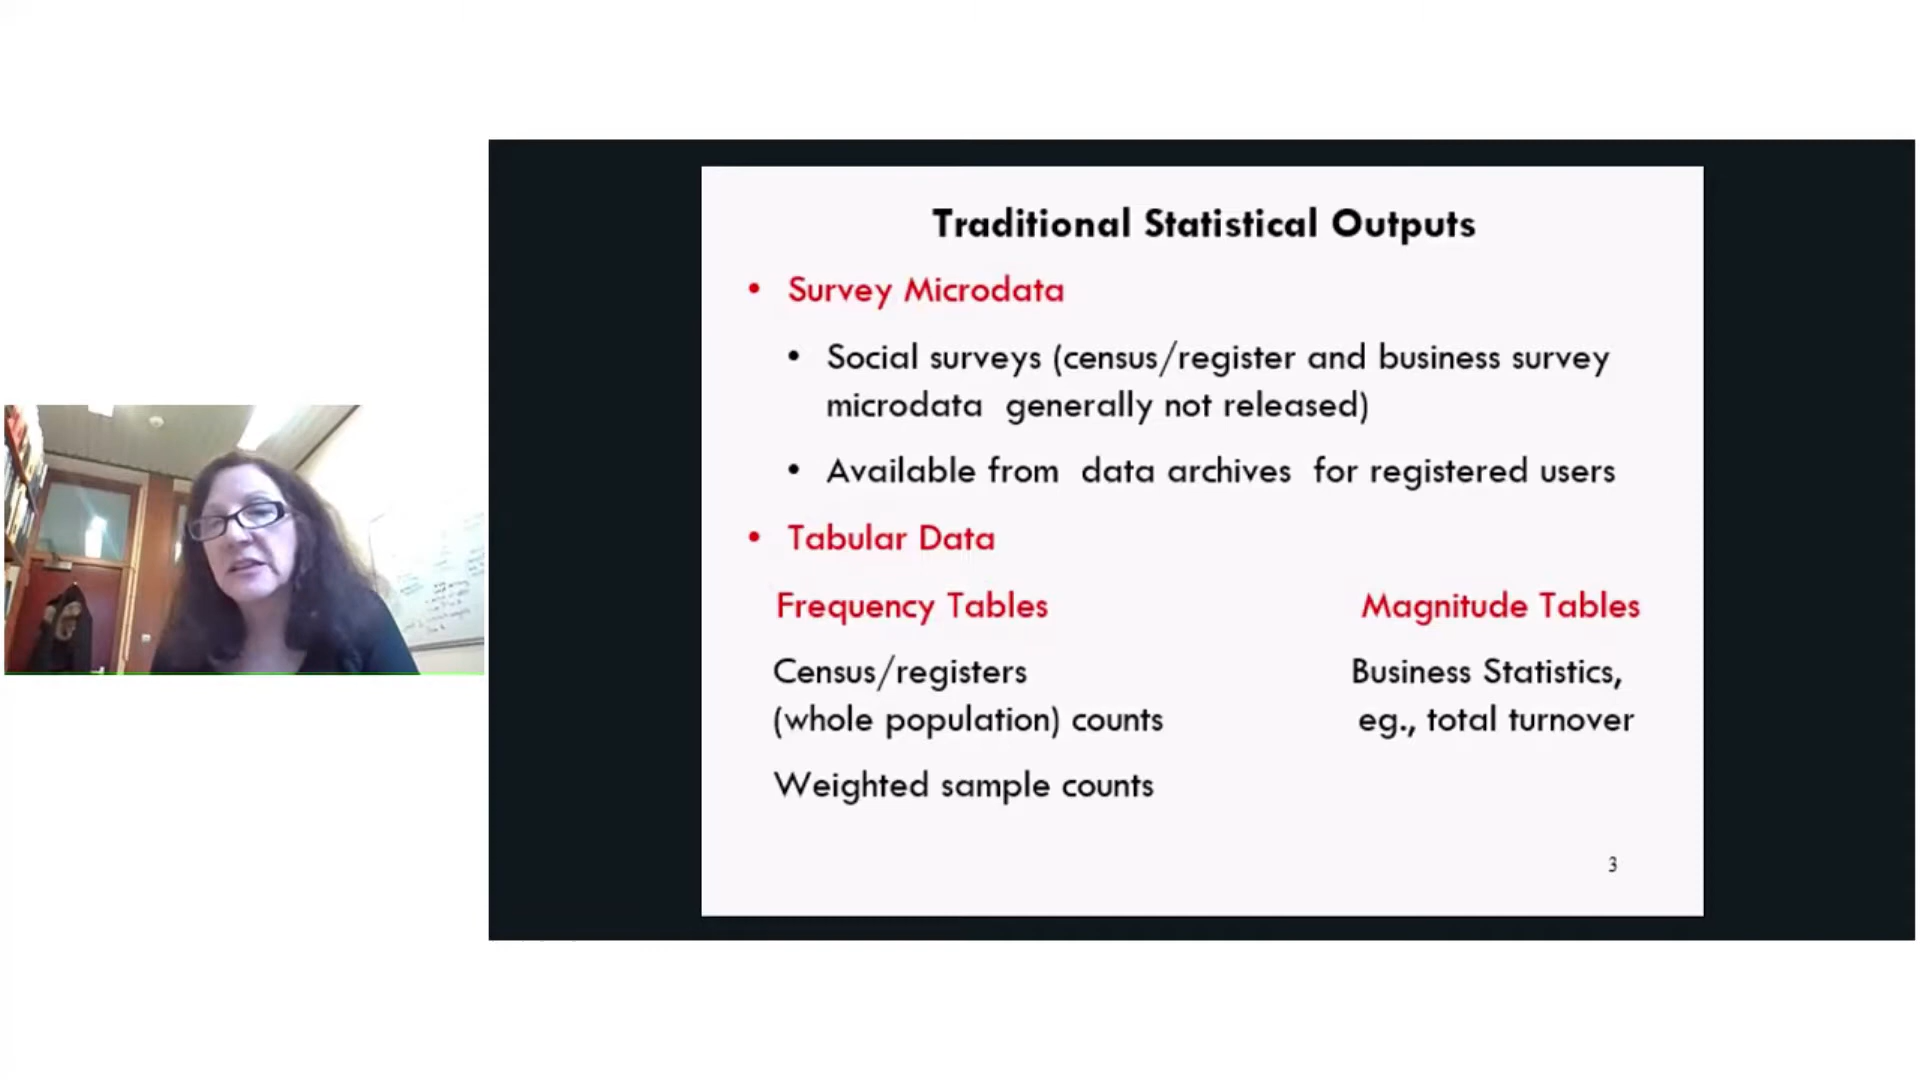 Traditional Statistical Outputs
• Survey Microdata
• Social surveys (census/register and business survey
microdata generally not released)
• Available from data archives for registered users
• Tabular Data
Frequency Tables Magnitude Tables
Census/registers Business Statistics,
(whole population) counts eg., total turnover
Weighted sample counts
3